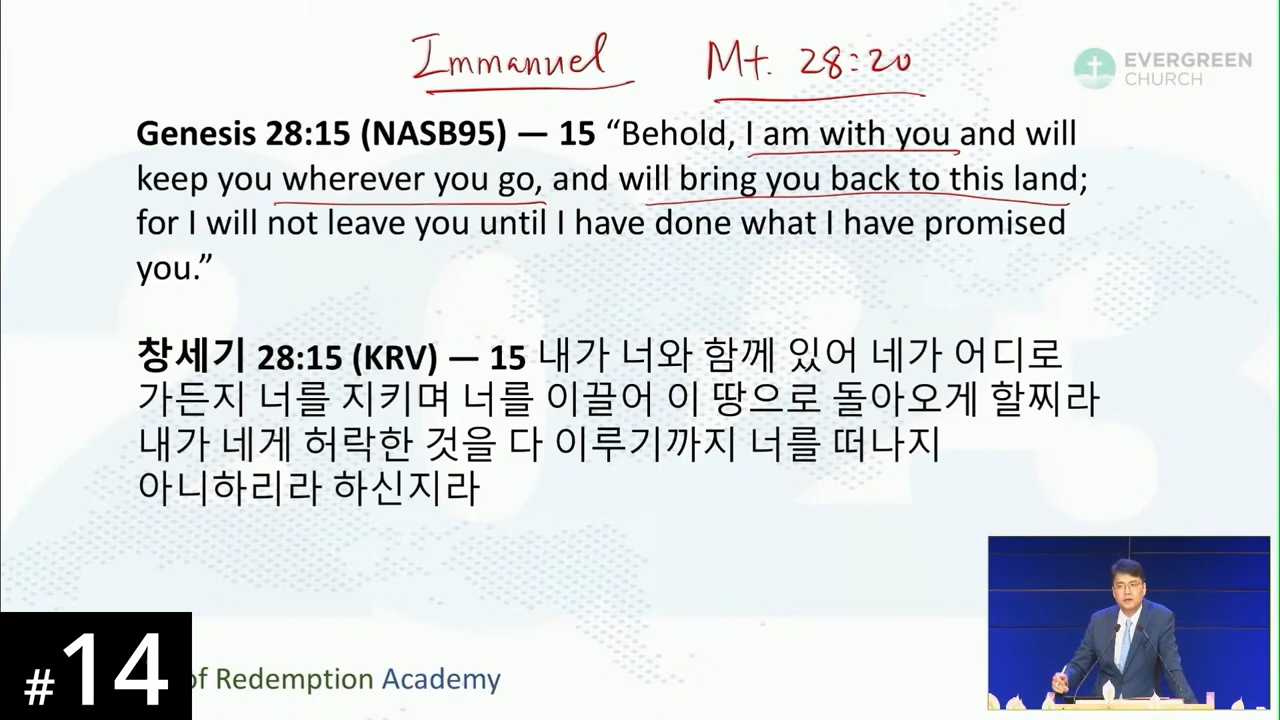 Immanuel Mt. 28:20
EVERGREEN
CHURCH
Genesis 28:15 (NASB95) — 15 “Behold, I am with you and will
keep you wherever you go, and will bring you back to this land;
for I will not leave you until I have done what I have promised
you.”
창세기 28:15 (KRV) — 15 내가 너와 함께 있어 네가 어디로
가든지 너를 지키며 너를 이끌어 이 땅으로 돌아오게 할찌라
내가 네게 허락한 것을 다 이루기까지 너를 떠나지
아니하리라 하신지라
#14
of Redemption Academy